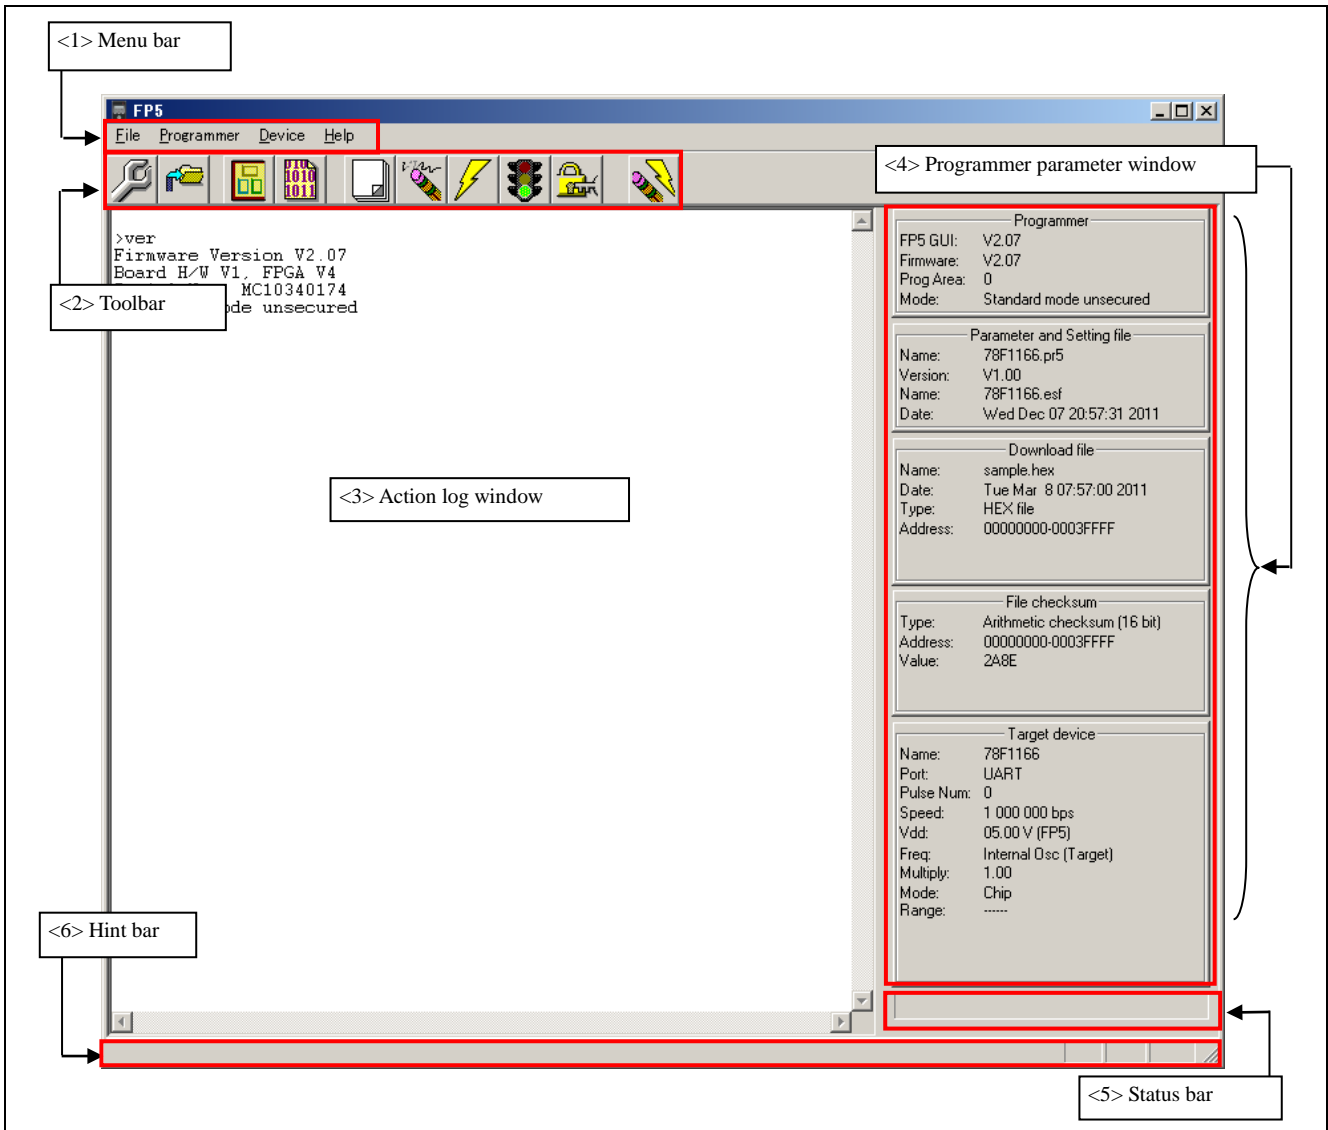 <1> Menu bar
FP5
File Programmer Device Help
<4> Programmer parameter window
>ver
Firmware Version V2.07
Board H/W V1, FPGA V4
MC10340174
<2> Toolbar
unsecured
<3> Action log window
Programmer
FP5 GUI: V2.07
Firmware: V2.07
Prog Area: 0
Mode: Standard mode unsecured
Parameter and Setting file
Name: 78F1166.pr5
Version: V1.00
Name: 78F1166.esf
Date: Wed Dec 07 20:57:31 2011
Download file
Name: sample.hex
Date: Tue Mar 8 07:57:00 2011
Type: HEX file
Address: 00000000-0003FFFF
File checksum
Type: Arithmetic checksum (16 bit)
Address: 00000000-0003FFFF
Value: 2A8E
Target device
Name: 78F1166
Port: UART
Pulse Num: 0
Speed: 1 000 000 bps
Vdd: 05.00 V (FP5)
Freq: Internal Osc (Target)
Multiply: 1.00
Mode: Chip
Range: ------
<6> Hint bar
<5> Status bar